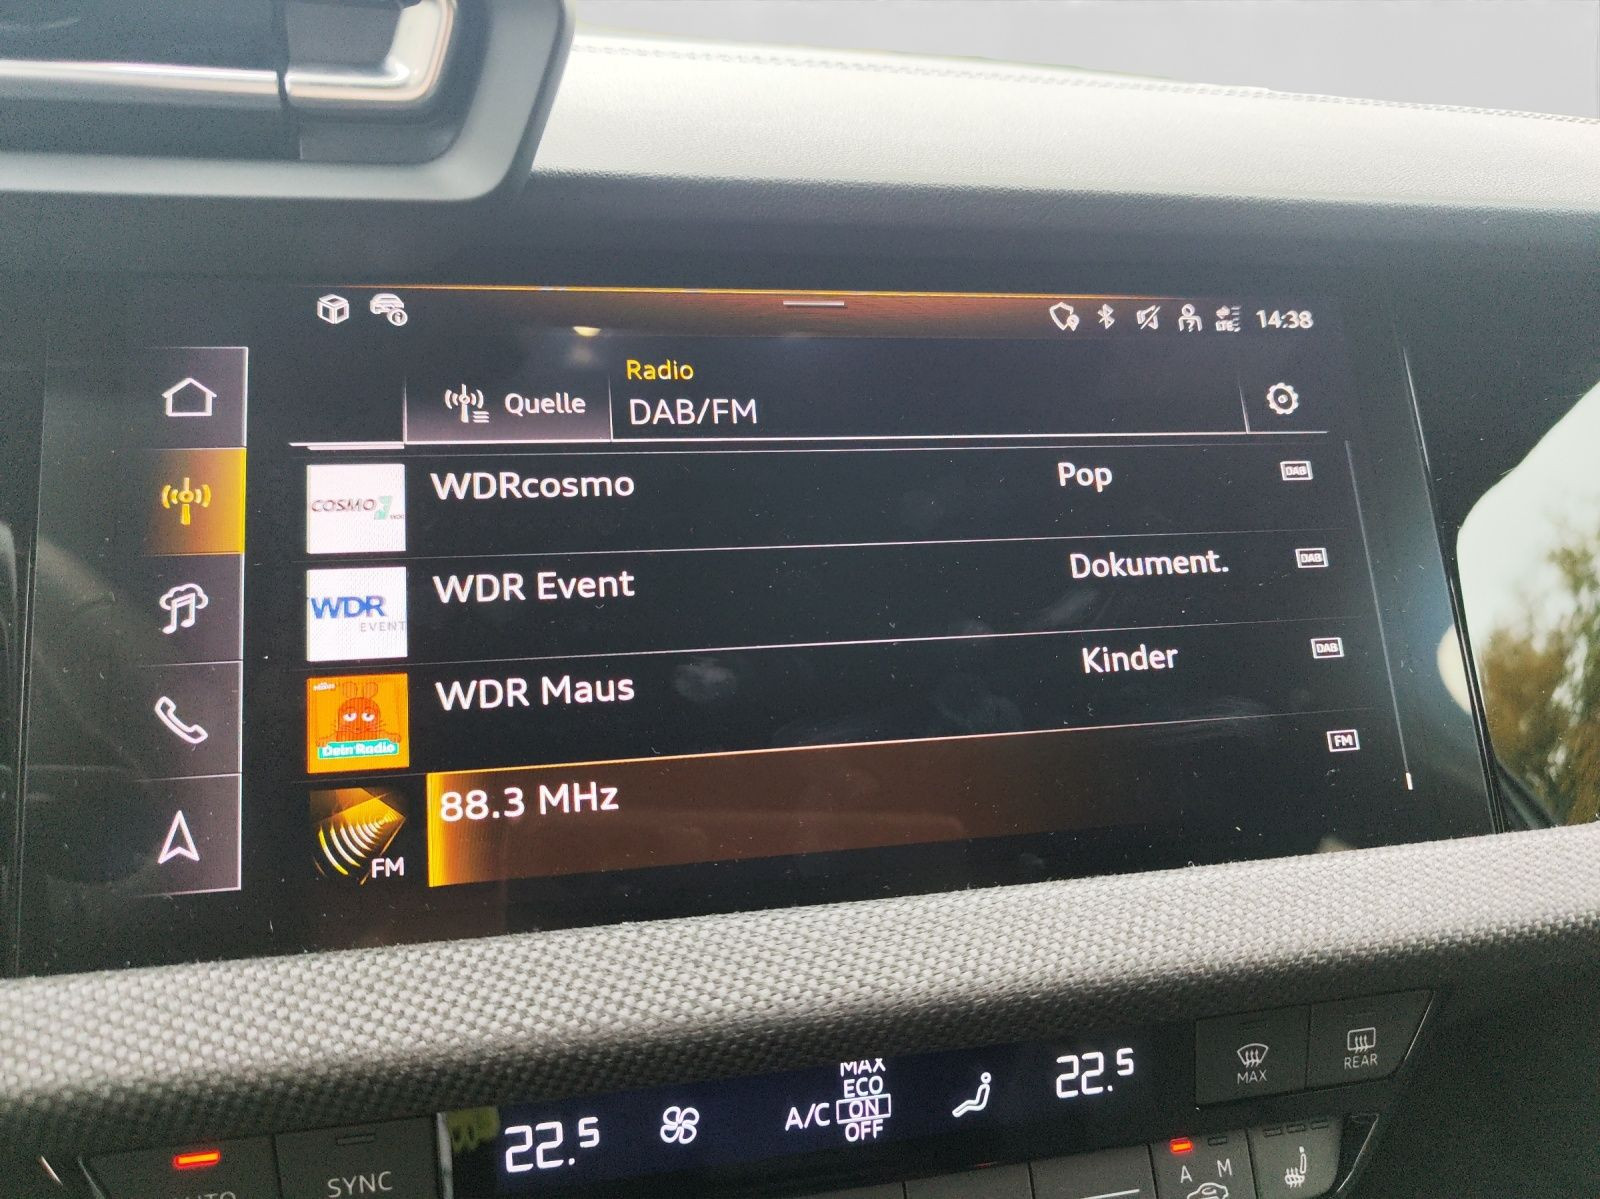 LTE
14:38
Quelle
Radio
DAB/FM
COSMO
WDRcosmo
Pop
DAB
WDR
EVENT
WDR Event
Dokument.
DAB
Dein Radio
WDR Maus
Kinder
DAB
FM
88.3 MHz
FM
22.5
A/C
MAX
ECO
ON
OFF
22.5
MAX
REAR
SYNC
A M